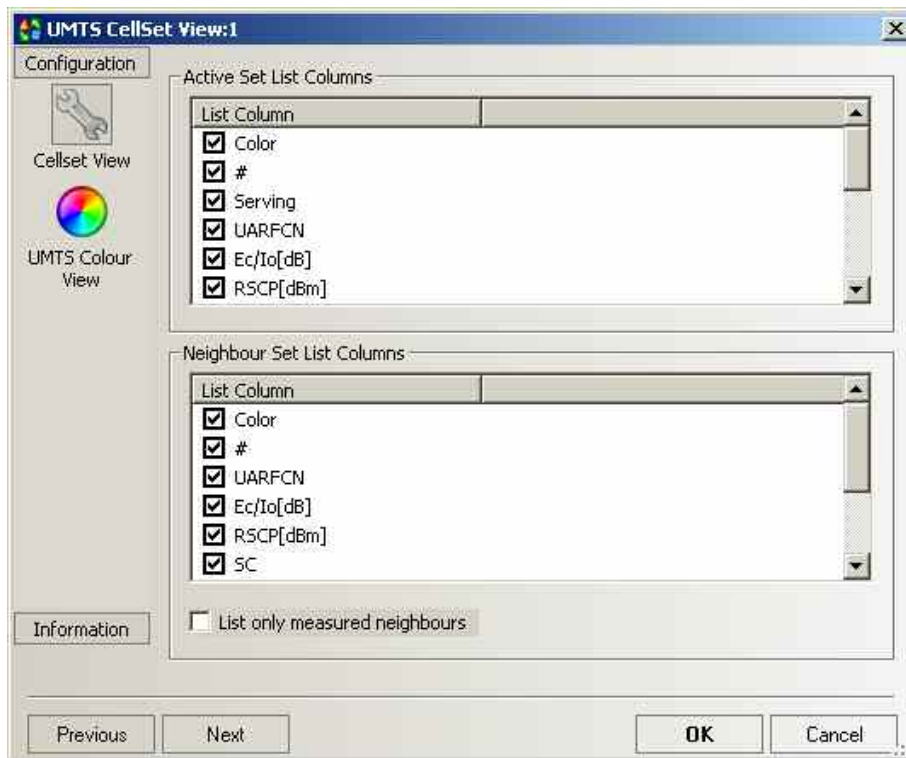 UMTS CellSet View:1
Configuration
Cellset View
UMTS Colour
View
Information
Active Set List Columns
List Column
Color
#
Serving
UARFCN
Ec/Io[dB]
RSCP[dBm]
Neighbour Set List Columns
List Column
Color
#
UARFCN
Ec/Io[dB]
RSCP[dBm]
SC
List only measured neighbours
Previous
Next
OK
Cancel